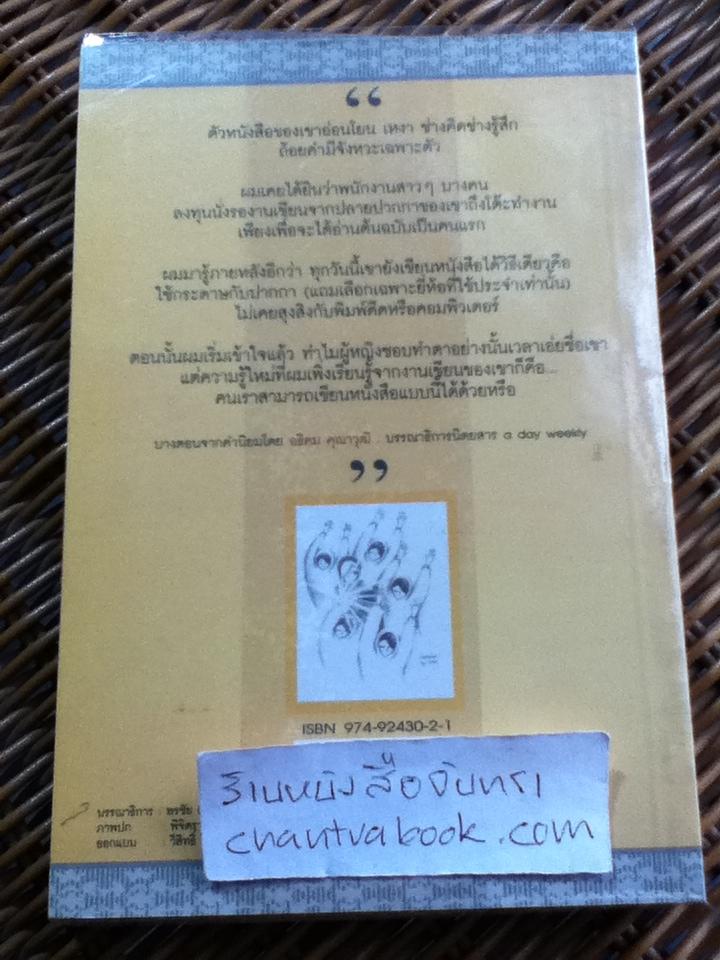 “
ตัวหนังสือของเขาอ่อนโยน เหงา ช่างคิดช่างรู้สึก
ถ้อยคำมีจังหวะเฉพาะตัว
ผมเคยได้ยินว่าพนักงานสาวๆ บางคน
ลงทุนนั่งรองานเขียนจากปลายปากกาของเขาถึงโต๊ะทำงาน
เพียงเพื่อจะได้อ่านต้นฉบับเป็นคนแรก
ผมมารู้ภายหลังอีกว่า ทุกวันนี้เขายังเขียนหนังสือได้วิธีเดียวคือ
ใช้กระดาษกับปากกา (แถมเลือกเฉพาะยี่ห้อที่ใช้ประจำเท่านั้น)
ไม่เคยสุงสิงกับพิมพ์ดีดหรือคอมพิวเตอร์
ตอนนั้นผมเริ่มเข้าใจแล้ว ทำไมผู้หญิงชอบทำตาอย่างนั้นเวลาเอ่ยชื่อเขา
แต่ความรู้ใหม่ที่ผมเพิ่งเรียนรู้จากงานเขียนของเขาก็คือ...
คนเราสามารถเขียนหนังสือแบบนี้ได้ด้วยหรือ
บางตอนจากคำนิยมโดย อธิคม คุณาวุฒิ : บรรณาธิการนิตยสาร a day weekly
”
ISBN 974-92430-2-1
ร้านหนังสือจันทรา
chantrabook.com
บรรณาธิการ : อรชัย
ภาพปก
ออกแบบ